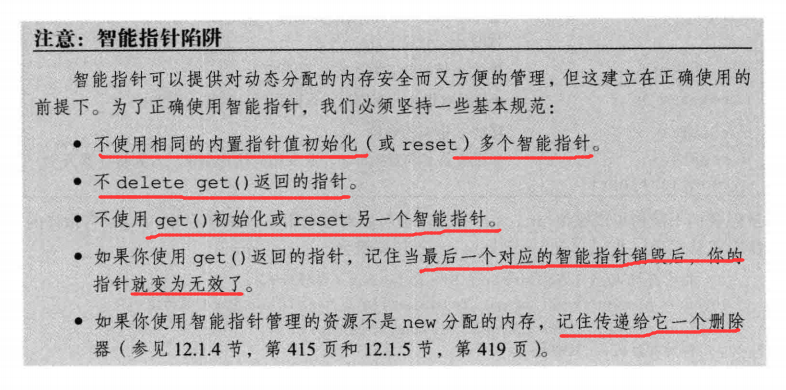 注意：智能指针陷阱
智能指针可以提供对动态分配的内存安全而又方便的管理，但这建立在正确使用的
前提下。为了正确使用智能指针，我们必须坚持一些基本规范：
• 不使用相同的内置指针值初始化（或 reset）多个智能指针。
• 不 delete get()返回的指针。
• 不使用 get()初始化或 reset 另一个智能指针。
• 如果你使用 get()返回的指针，记住当最后一个对应的智能指针销毁后，你的
指针就变为无效了。
• 如果你使用智能指针管理的资源不是 new 分配的内存，记住传递给它一个删除
器（参见 12.1.4 节，第 415 页和 12.1.5 节，第 419 页）。